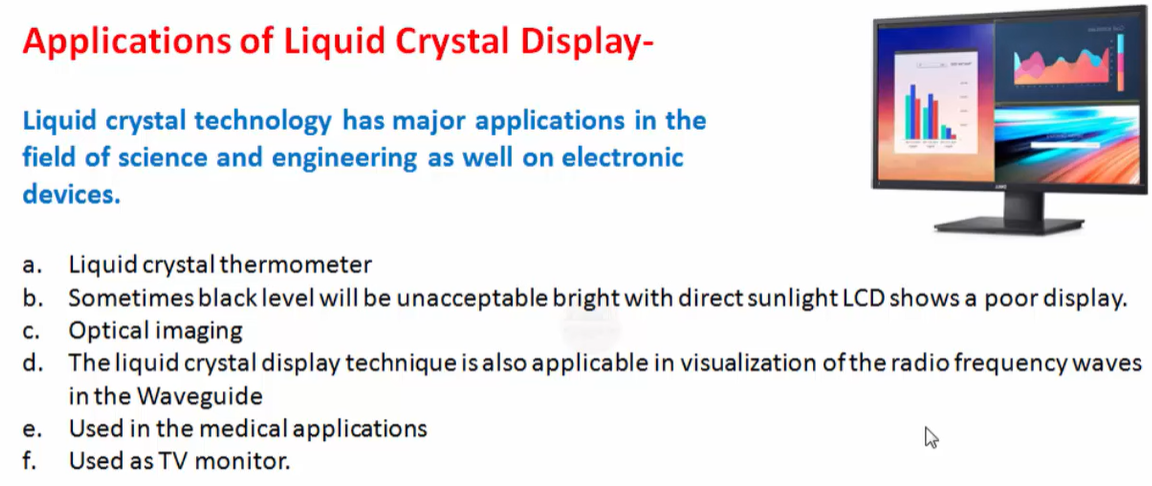 Applications of Liquid Crystal Display-
Liquid crystal technology has major applications in the
field of science and engineering as well on electronic
devices.
a. Liquid crystal thermometer
b. Sometimes black level will be unacceptable bright with direct sunlight LCD shows a poor display.
c. Optical imaging
d. The liquid crystal display technique is also applicable in visualization of the radio frequency waves
in the Waveguide
e. Used in the medical applications
f. Used as TV monitor.